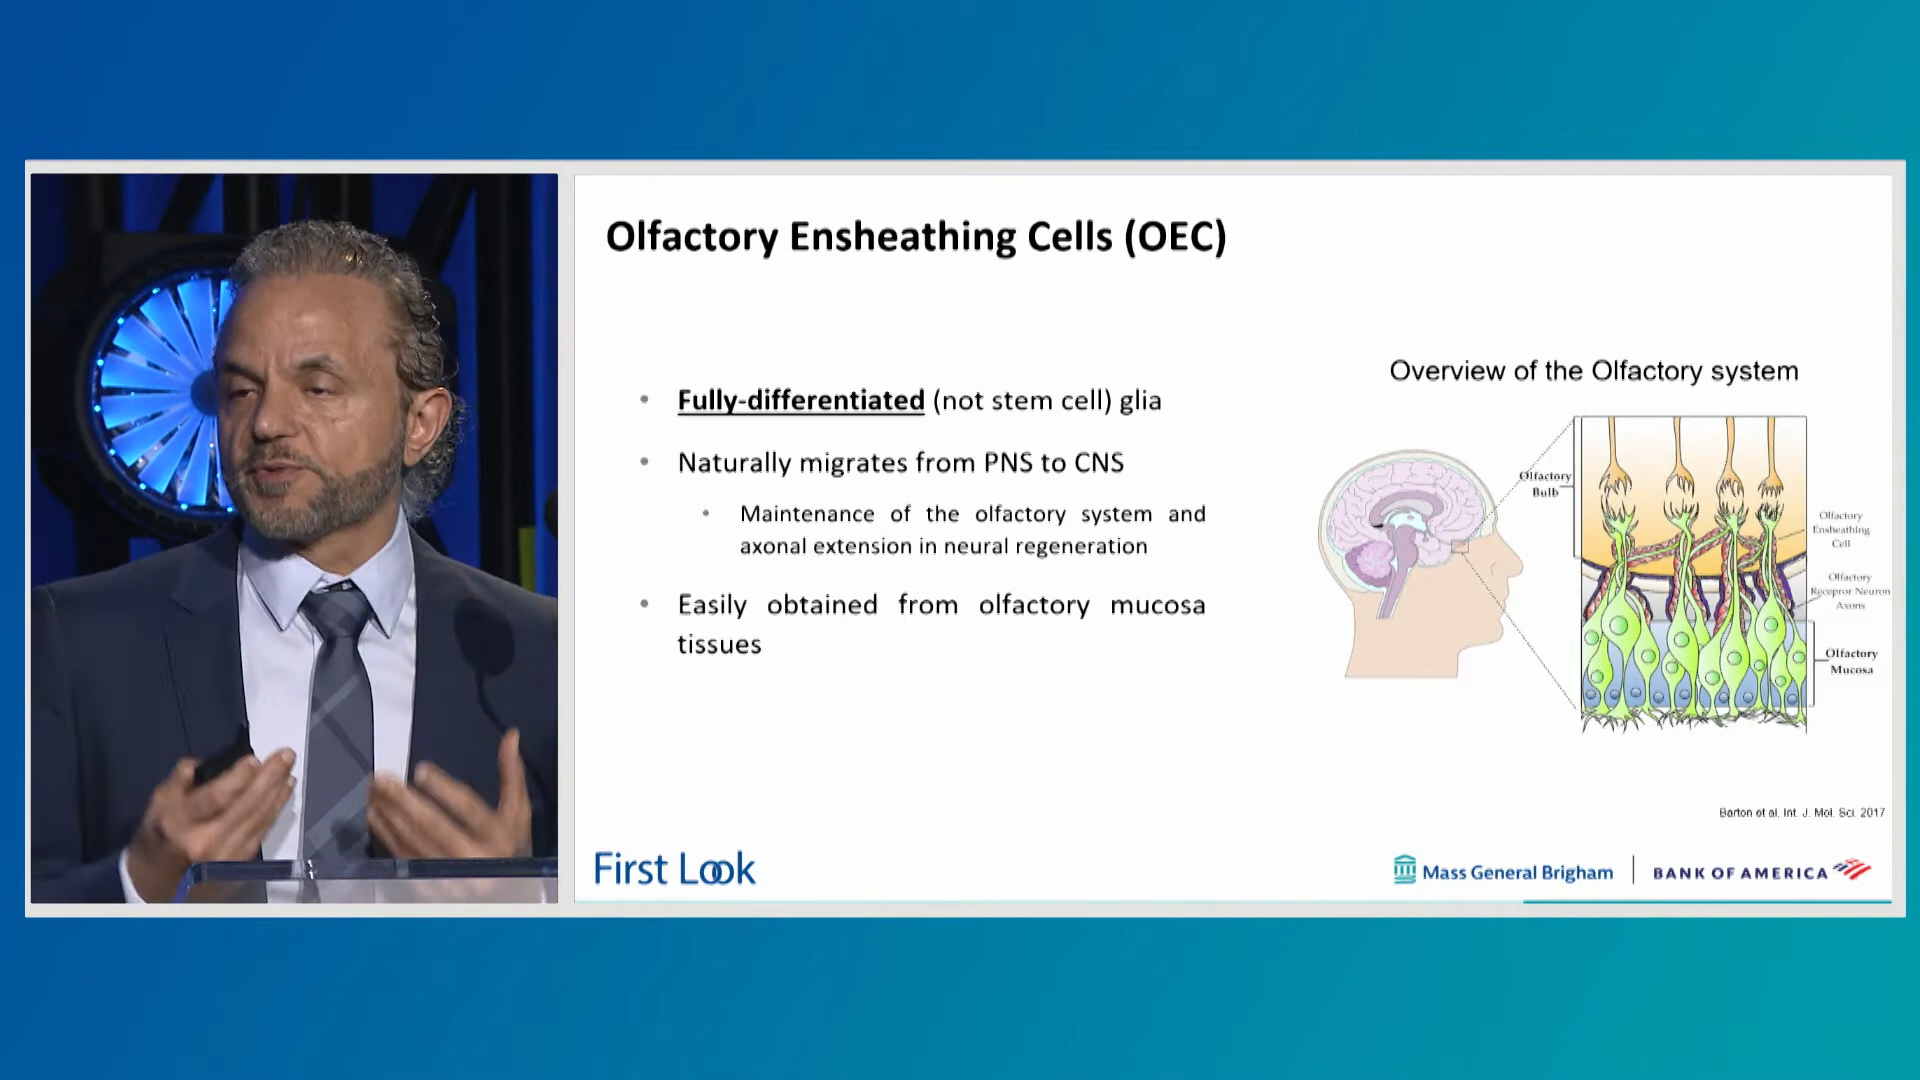 Olfactory Ensheathing Cells (OEC)
Fully-differentiated (not stem cell) glia
Naturally migrates from PNS to CNS
Maintenance of the olfactory system and
axonal extension in neural regeneration
Easily obtained from olfactory mucosa
tissues
Overview of the Olfactory system
Olfactory
Bulb
Olfactory
Ensheathing
Cell
Olfactory
Recepror Neuron
Axons
Olfactory
Mucosa
Barton et al, Int. J. Mol. Sci. 2017
First Look
Mass General Brigham
BANK OF AMERICA